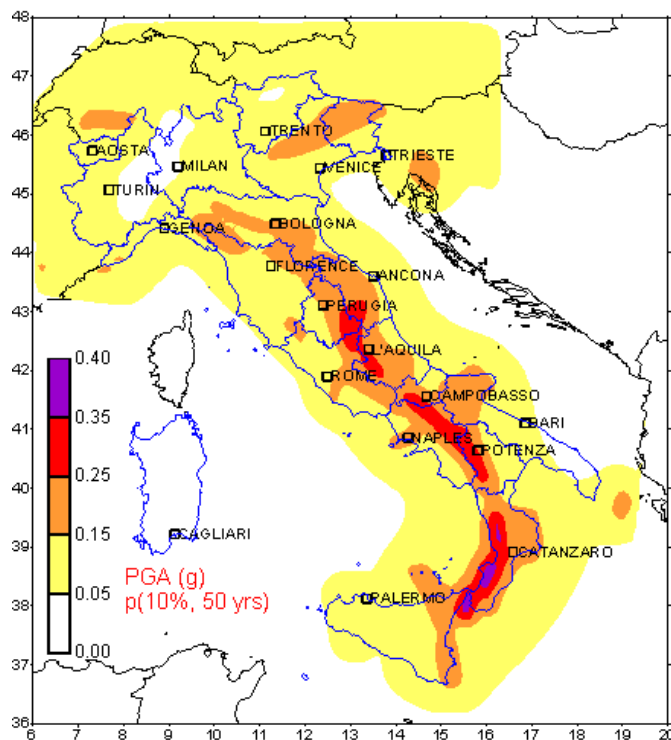 48
47
46
45
44
43
42
41
40
39
38
37
36
TRENTO
AOSTA
MILAN
VENICE
TRIESTE
TURIN
GENOA
BOLOGNA
FLORENCE
ANCONA
PERUGIA
L'AQUILA
ROME
CAMPOBASSO
BARI
NAPLES
POTENZA
CAGLIARI
CATANZARO
PALERMO
0.40
0.35
0.25
0.15
0.05
0.00
PGA (g)
p(10%, 50 yrs)
6 7 8 9 10 11 12 13 14 15 16 17 18 19 20